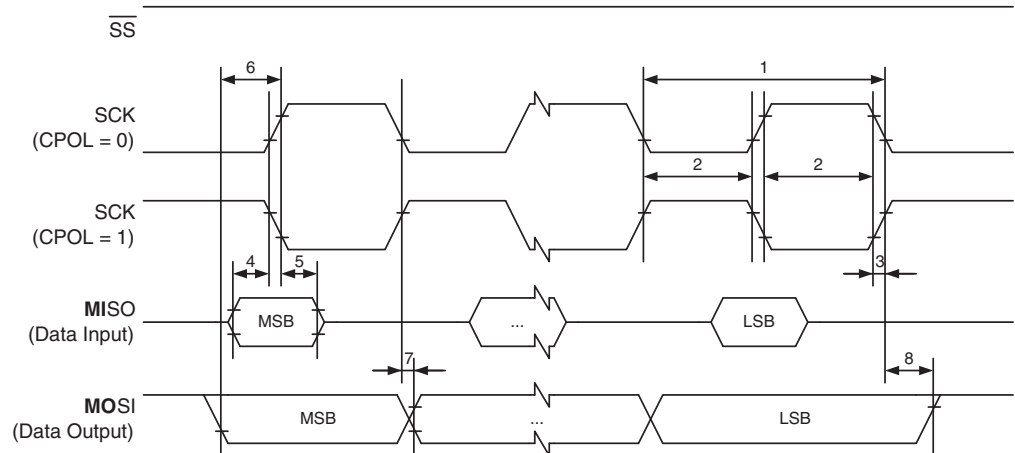 SS
6
1
SCK
(CPOL = 0)
2
2
SCK
(CPOL = 1)
4
5
3
MISO
(Data Input)
MSB
...
LSB
7
8
MOSI
(Data Output)
MSB
...
LSB